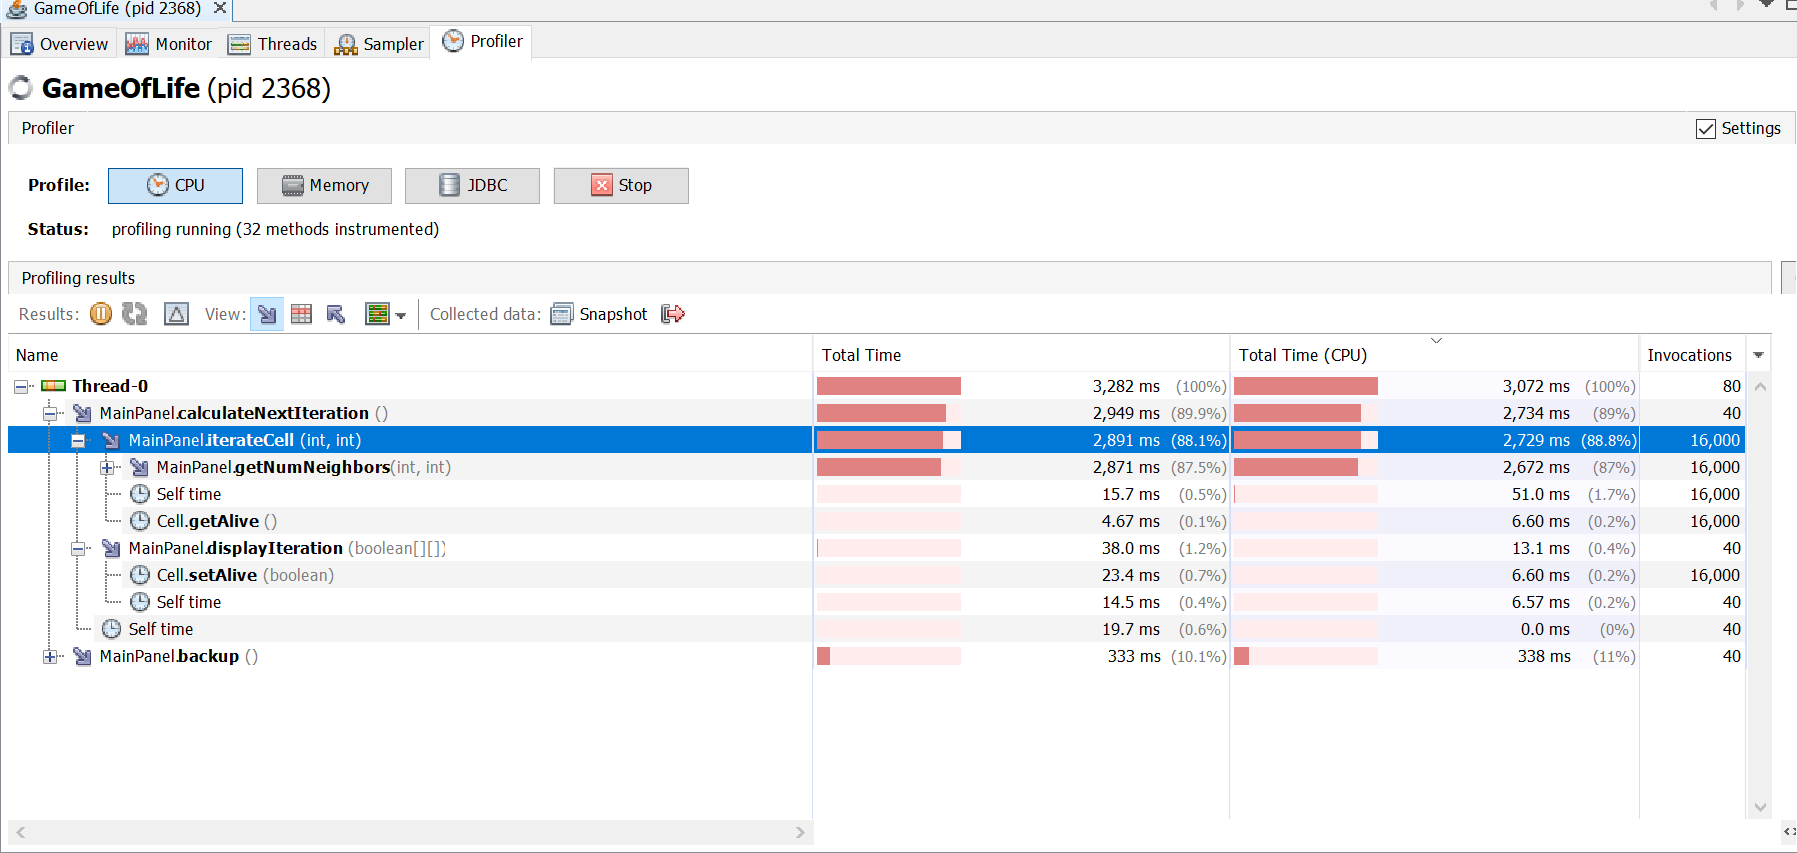 GameOfLife (pid 2368)
Overview Monitor Threads Sampler Profiler
GameOfLife (pid 2368)
Profiler Settings
Profile: CPU Memory JDBC Stop
Status: profiling running (32 methods instrumented)
Profiling results
Results: View: Collected data: Snapshot
Name Total Time Total Time (CPU) Invocations
Thread-0 3,282 ms (100%) 3,072 ms (100%) 80
MainPanel.calculateNextIteration () 2,949 ms (89.9%) 2,734 ms (89%) 40
MainPanel.iterateCell (int, int) 2,891 ms (88.1%) 2,729 ms (88.8%) 16,000
MainPanel.getNumNeighbors(int, int) 2,871 ms (87.5%) 2,672 ms (87%) 16,000
Self time 15.7 ms (0.5%) 51.0 ms (1.7%) 16,000
Cell.getAlive () 4.67 ms (0.1%) 6.60 ms (0.2%) 16,000
MainPanel.displayIteration (boolean[][]) 38.0 ms (1.2%) 13.1 ms (0.4%) 40
Cell.setAlive (boolean) 23.4 ms (0.7%) 6.60 ms (0.2%) 16,000
Self time 14.5 ms (0.4%) 6.57 ms (0.2%) 40
Self time 19.7 ms (0.6%) 0.0 ms (0%) 40
MainPanel.backup () 333 ms (10.1%) 338 ms (11%) 40